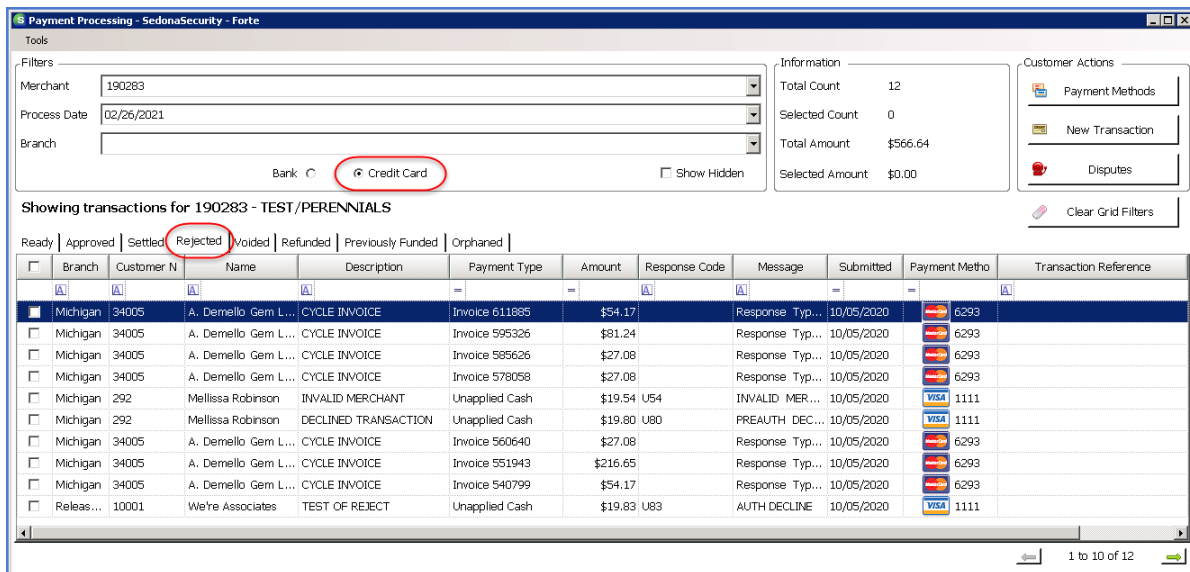 S Payment Processing - SedonaSecurity - Forte
Tools
Filters
Merchant 190283
Process Date 02/26/2021
Branch
Bank Credit Card Show Hidden
Information
Total Count 12
Selected Count 0
Total Amount $566.64
Selected Amount $0.00
Customer Actions
Payment Methods
New Transaction
Disputes
Clear Grid Filters
Showing transactions for 190283 - TEST/PERENNIALS
Ready Approved Settled Rejected Voided Refunded Previously Funded Orphaned
Branch Customer N Name Description Payment Type Amount Response Code Message Submitted Payment Metho Transaction Reference
A A A A = = A A = = A
Michigan 34005 A. Demello Gem L... CYCLE INVOICE Invoice 611885 $54.17 Response Typ... 10/05/2020 MasterCard 6293
Michigan 34005 A. Demello Gem L... CYCLE INVOICE Invoice 595326 $81.24 Response Typ... 10/05/2020 MasterCard 6293
Michigan 34005 A. Demello Gem L... CYCLE INVOICE Invoice 585626 $27.08 Response Typ... 10/05/2020 MasterCard 6293
Michigan 34005 A. Demello Gem L... CYCLE INVOICE Invoice 578058 $27.08 Response Typ... 10/05/2020 MasterCard 6293
Michigan 292 Mellissa Robinson INVALID MERCHANT Unapplied Cash $19.54 U54 INVALID MER... 10/05/2020 VISA 1111
Michigan 292 Mellissa Robinson DECLINED TRANSACTION Unapplied Cash $19.80 U80 PREAUTH DEC... 10/05/2020 VISA 1111
Michigan 34005 A. Demello Gem L... CYCLE INVOICE Invoice 560640 $27.08 Response Typ... 10/05/2020 MasterCard 6293
Michigan 34005 A. Demello Gem L... CYCLE INVOICE Invoice 551943 $216.65 Response Typ... 10/05/2020 MasterCard 6293
Michigan 34005 A. Demello Gem L... CYCLE INVOICE Invoice 540799 $54.17 Response Typ... 10/05/2020 MasterCard 6293
Releas... 10001 We're Associates TEST OF REJECT Unapplied Cash $19.83 U83 AUTH DECLINE 10/05/2020 VISA 1111
1 to 10 of 12